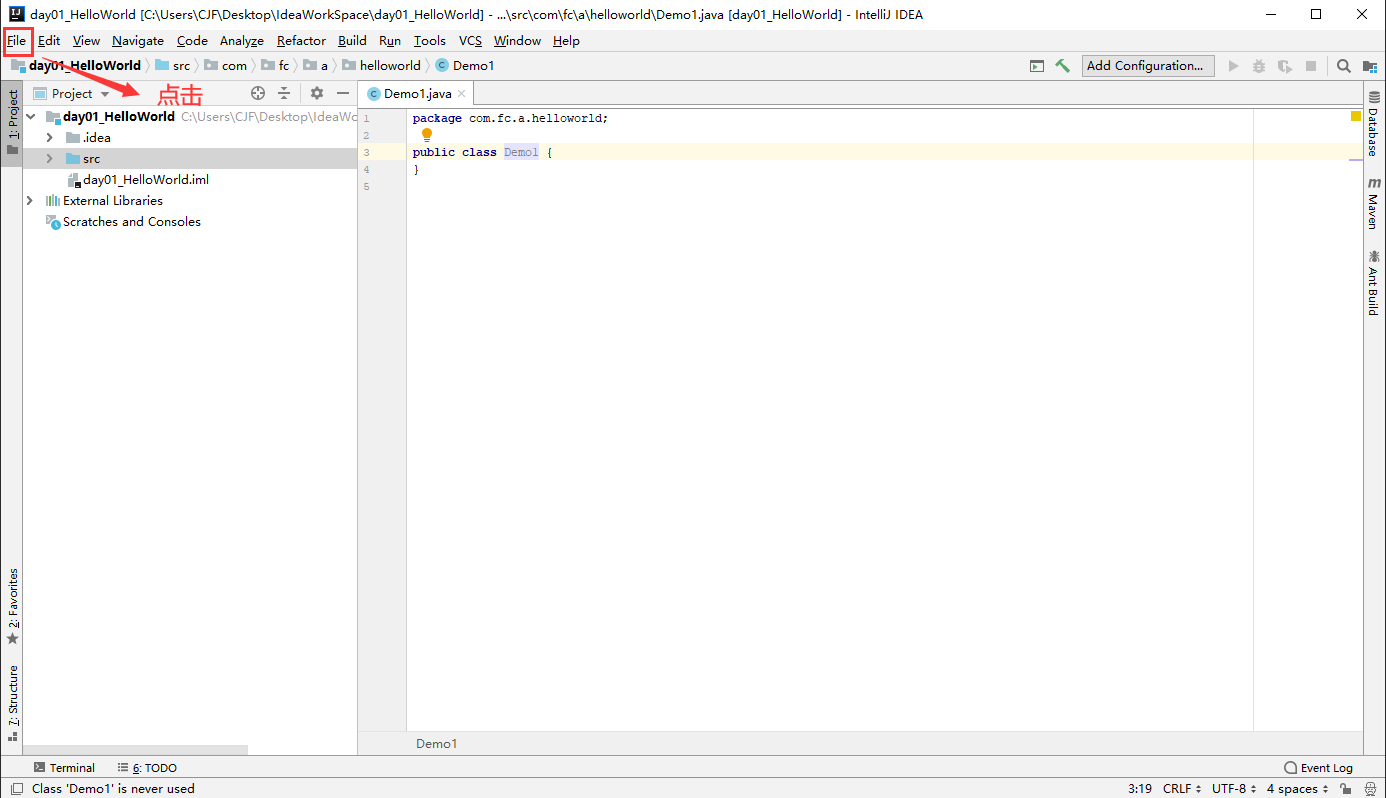 day01_HelloWorld [C:\Users\CJF\Desktop\IdeaWorkSpace\day01_HelloWorld] - ...\src\com\fc\a\helloworld\Demo1.java [day01_HelloWorld] - IntelliJ IDEA
File Edit View Navigate Code Analyze Refactor Build Run Tools VCS Window Help
day01_HelloWorld src com fc a helloworld Demo1
Add Configuration...
1: Project
Project
点击
Demo1.java
day01_HelloWorld C:\Users\CJF\Desktop\IdeaWo
.idea
src
day01_HelloWorld.iml
External Libraries
Scratches and Consoles
1 package com.fc.a.helloworld;
2
3 public class Demo1 {
4 }
5
Database
Maven
Ant Build
2: Favorites
7: Structure
Demo1
Terminal 6: TODO Event Log
Class 'Demo1' is never used 3:19 CRLF UTF-8 4 spaces